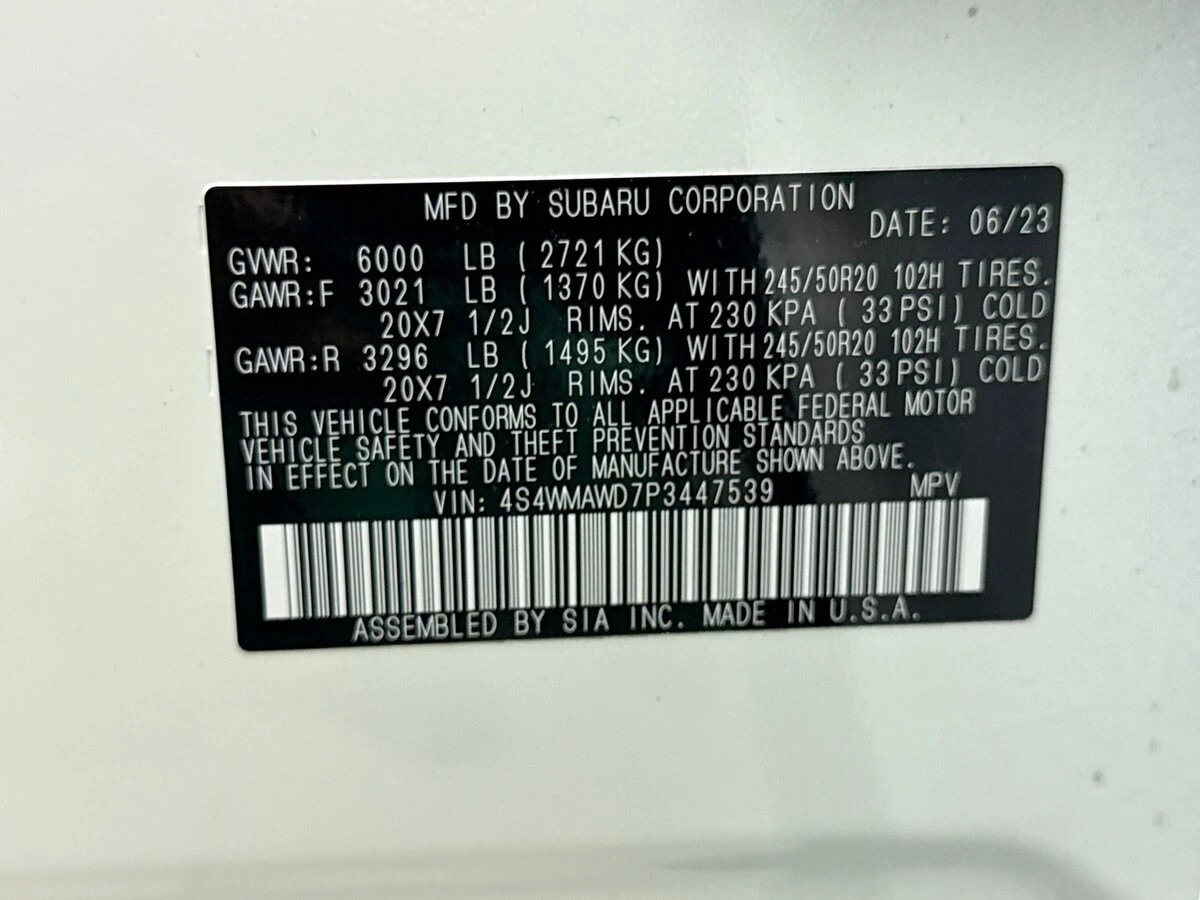 MFD BY SUBARU CORPORATION
DATE: 06/23
GVWR: 6000 LB ( 2721 KG)
GAWR:F 3021 LB ( 1370 KG) WITH 245/50R20 102H TIRES.
20X7 1/2J RIMS. AT 230 KPA ( 33 PSI) COLD
GAWR:R 3296 LB ( 1495 KG) WITH 245/50R20 102H TIRES.
20X7 1/2J RIMS. AT 230 KPA ( 33 PSI) COLD
THIS VEHICLE CONFORMS TO ALL APPLICABLE FEDERAL MOTOR
VEHICLE SAFETY AND THEFT PREVENTION STANDARDS
IN EFFECT ON THE DATE OF MANUFACTURE SHOWN ABOVE.
VIN: 4S4WMAWD7P3447539 MPV
ASSEMBLED BY SIA INC. MADE IN U.S.A.